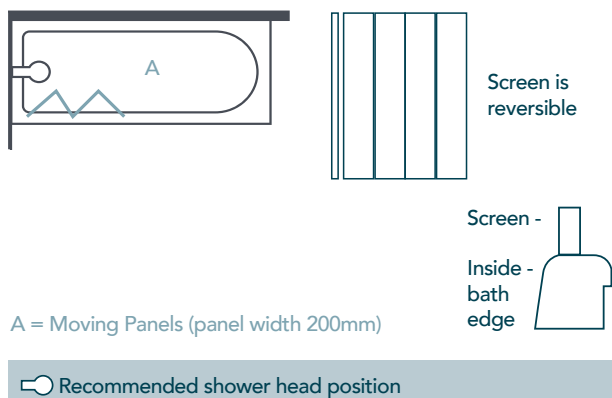 A
Screen is
reversible
Screen -
Inside -
bath
edge
A = Moving Panels (panel width 200mm)
Recommended shower head position